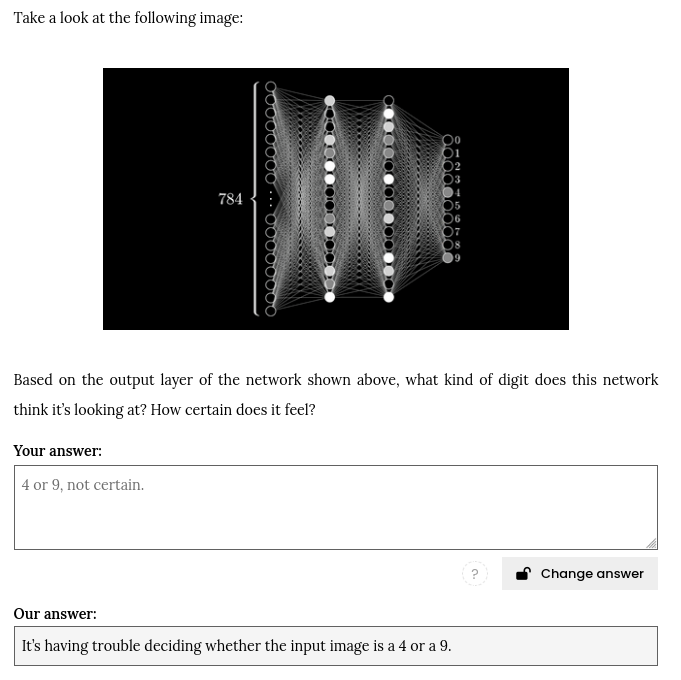 Take a look at the following image:
784
0
1
2
3
4
5
6
7
8
9
Based on the output layer of the network shown above, what kind of digit does this network
think it’s looking at? How certain does it feel?
Your answer:
4 or 9, not certain.
?
Change answer
Our answer:
It’s having trouble deciding whether the input image is a 4 or a 9.